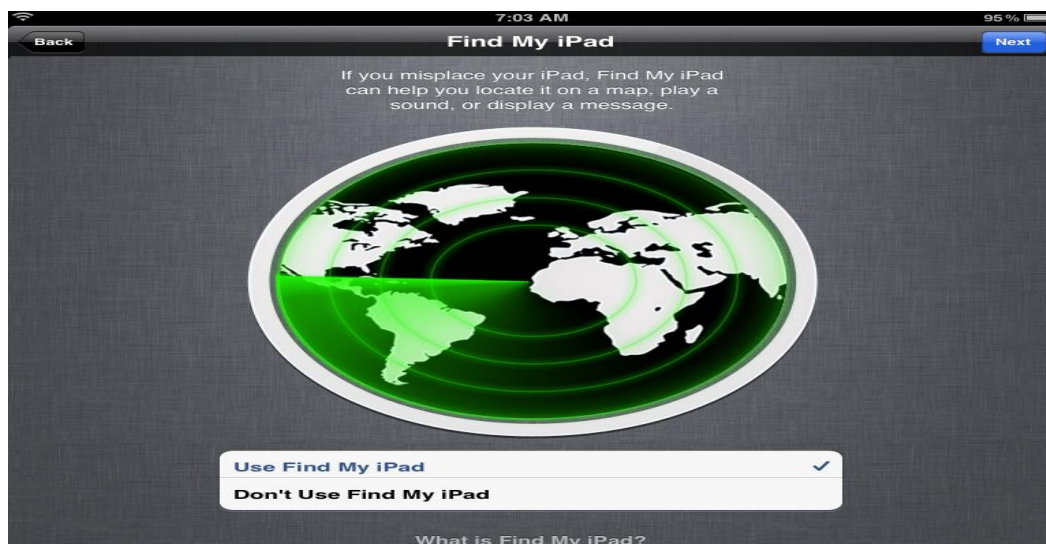 7:03 AM
95%
Back
Find My iPad
Next
If you misplace your iPad, Find My iPad
can help you locate it on a map, play a
sound, or display a message.
Use Find My iPad
Don't Use Find My iPad
What is Find My iPad?